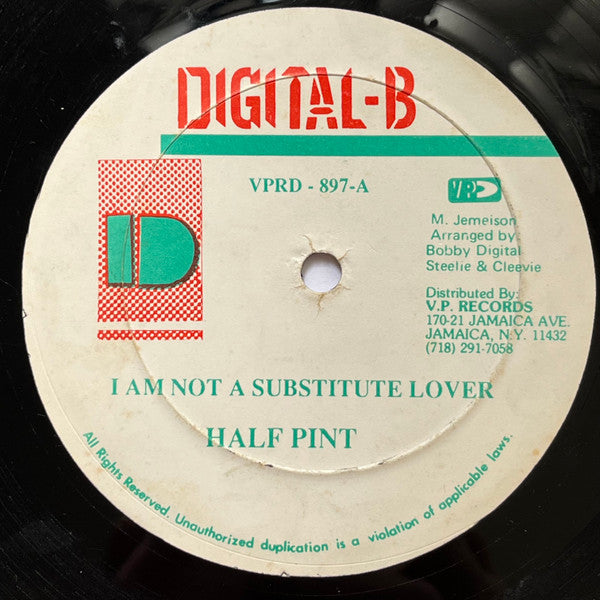 DIGITAL-B
VPRD - 897-A
VP
M. Jemeison
Arranged by:
Bobby Digital
Steelie & Cleevie
Distributed By:
V.P. RECORDS
170-21 JAMAICA AVE.
JAMAICA, N.Y. 11432
(718) 291-7058
D
I AM NOT A SUBSTITUTE LOVER
HALF PINT
All Rights Reserved. Unauthorized duplication is a violation of applicable laws.